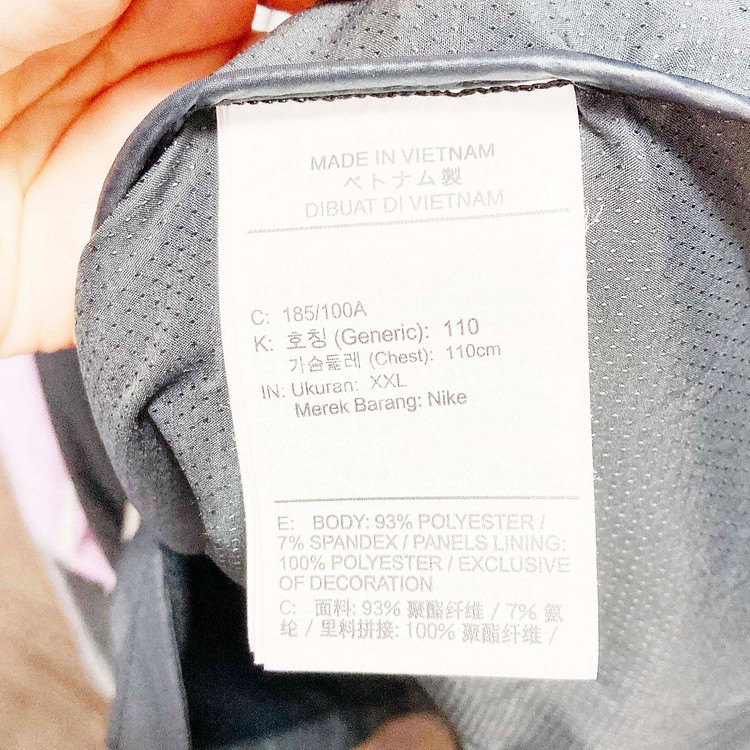 MADE IN VIETNAM
ベトナム製
DIBUAT DI VIETNAM
C: 185/100A
K: 호칭 (Generic): 110
가슴둘레 (Chest): 110cm
IN: Ukuran: XXL
Merek Barang: Nike
E: BODY: 93% POLYESTER /
7% SPANDEX / PANELS LINING:
100% POLYESTER / EXCLUSIVE
OF DECORATION
C: 面料: 93% 聚酯纤维 / 7% 氨
纶 / 里料拼接: 100% 聚酯纤维 /